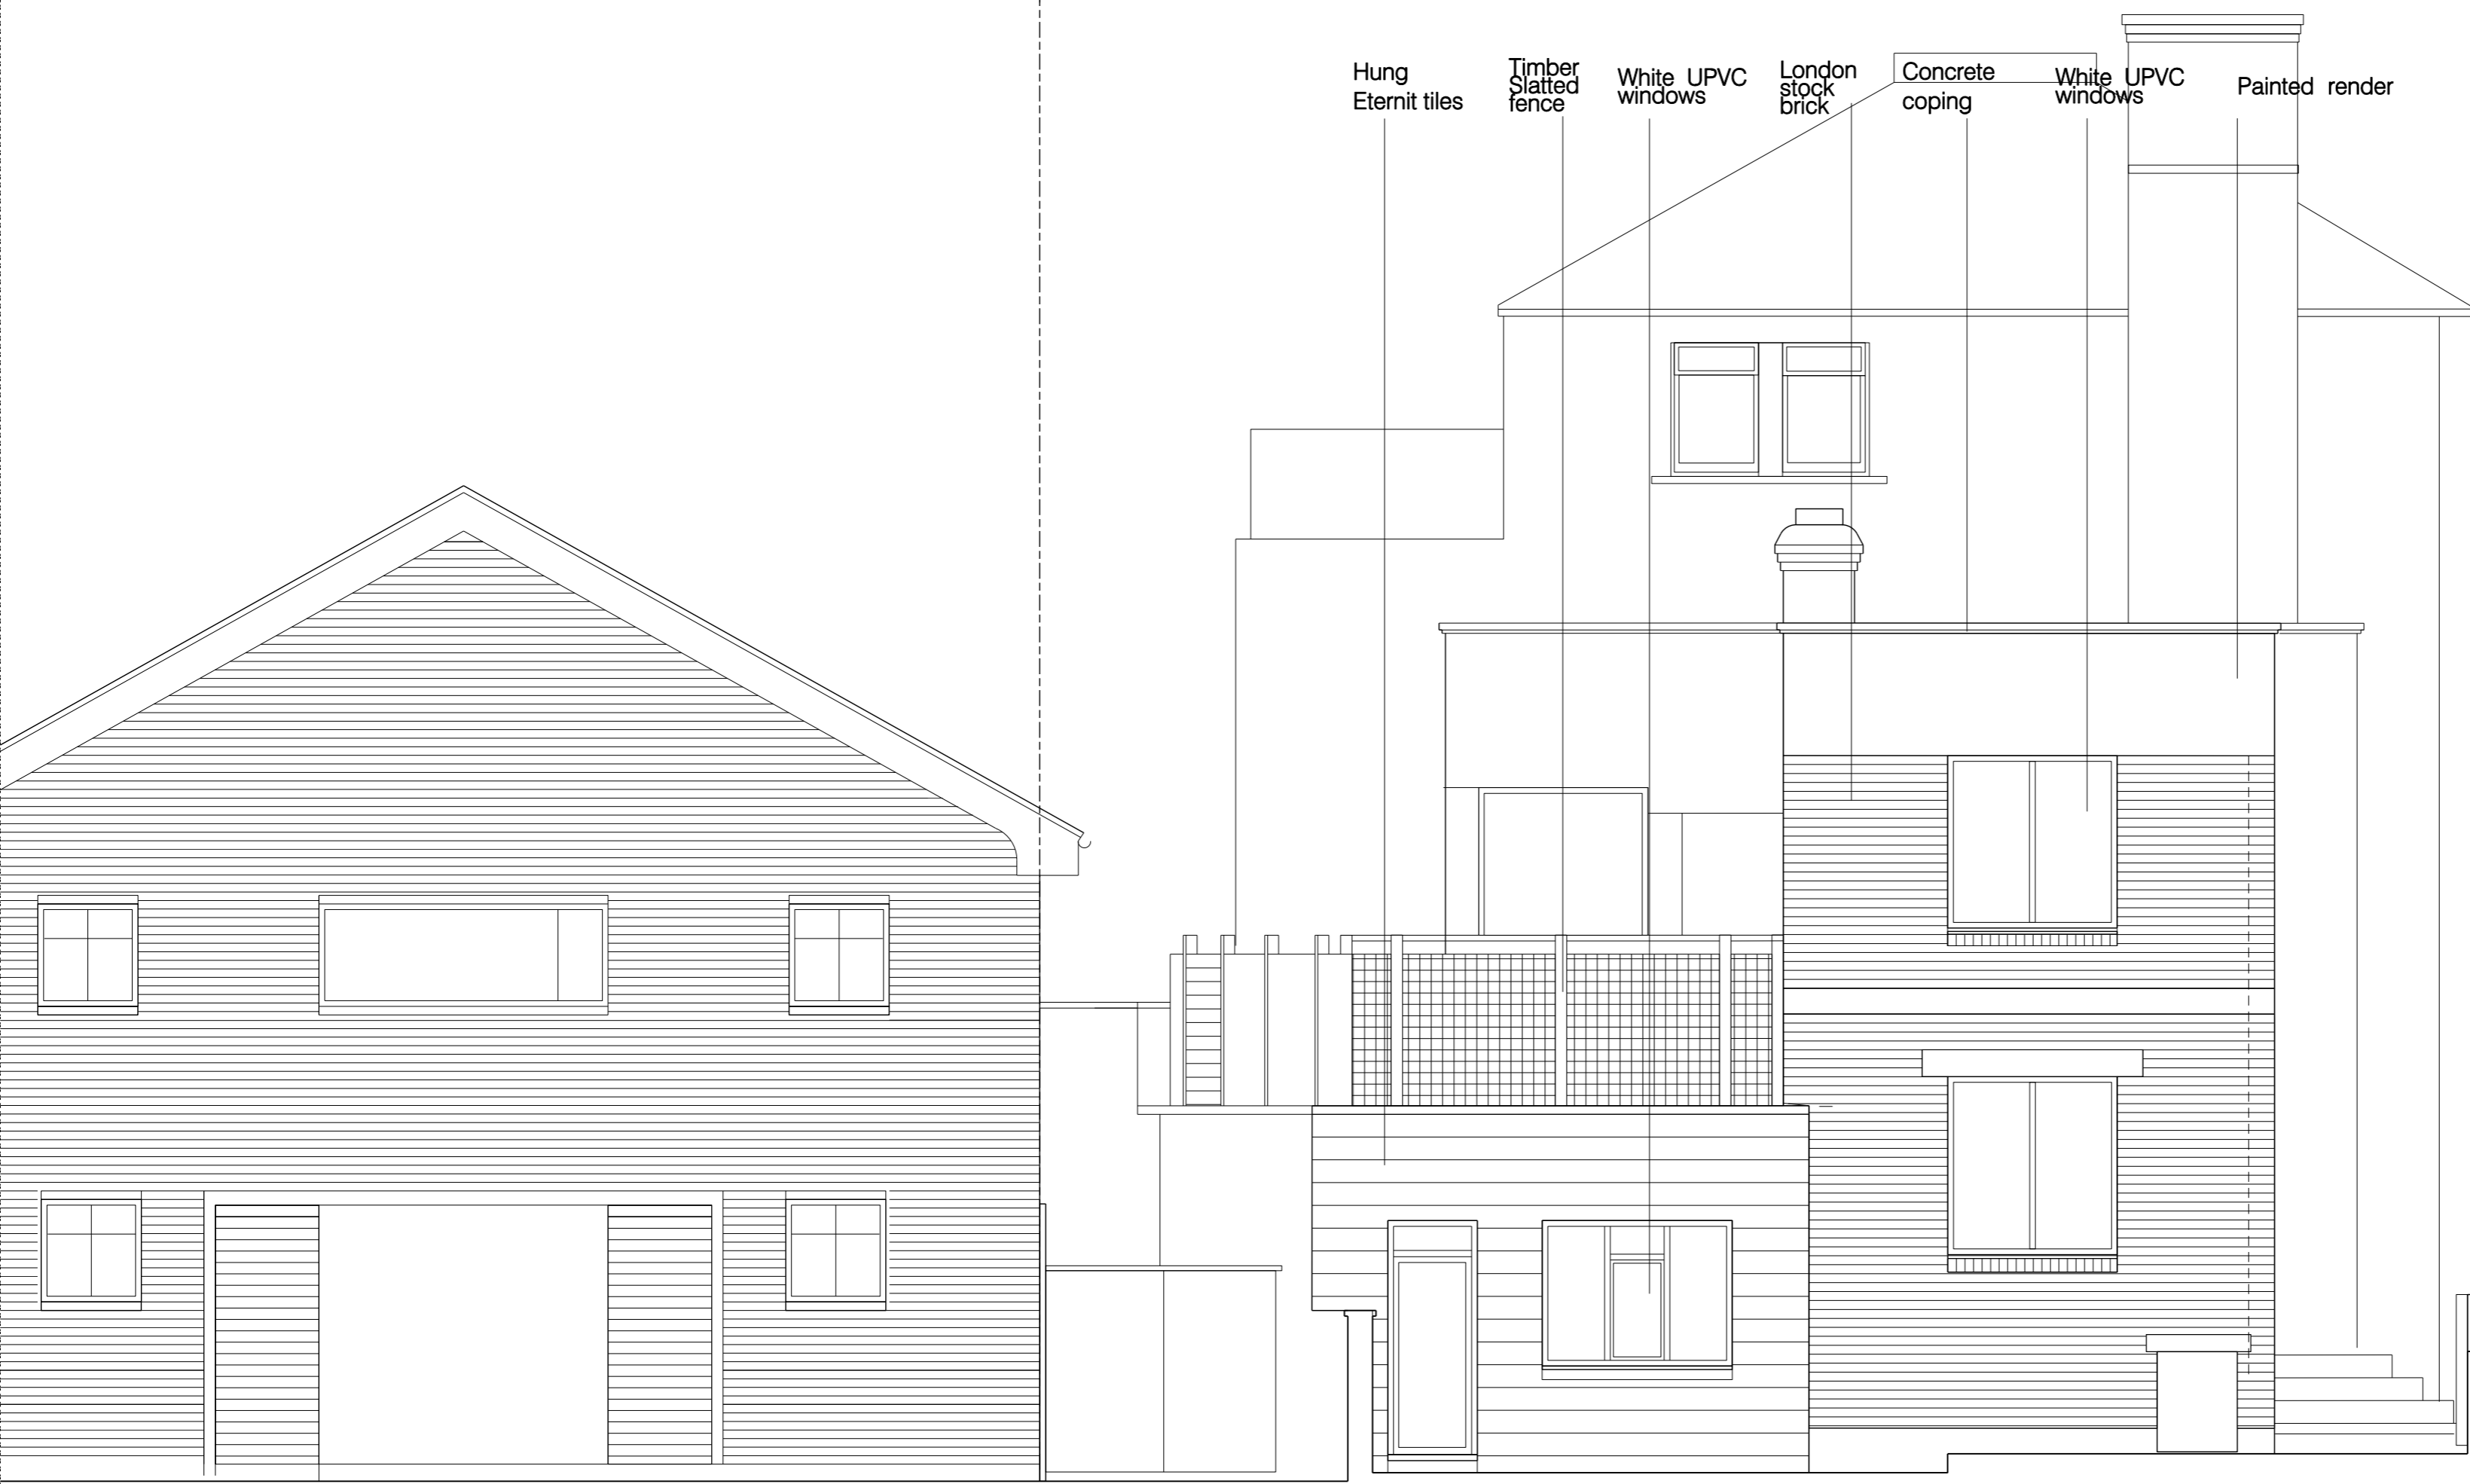 Hung
Eternit tiles
Timber
Slatted
fence
White UPVC
windows
London
stock
brick
Concrete
coping
White UPVC
windows
Painted render